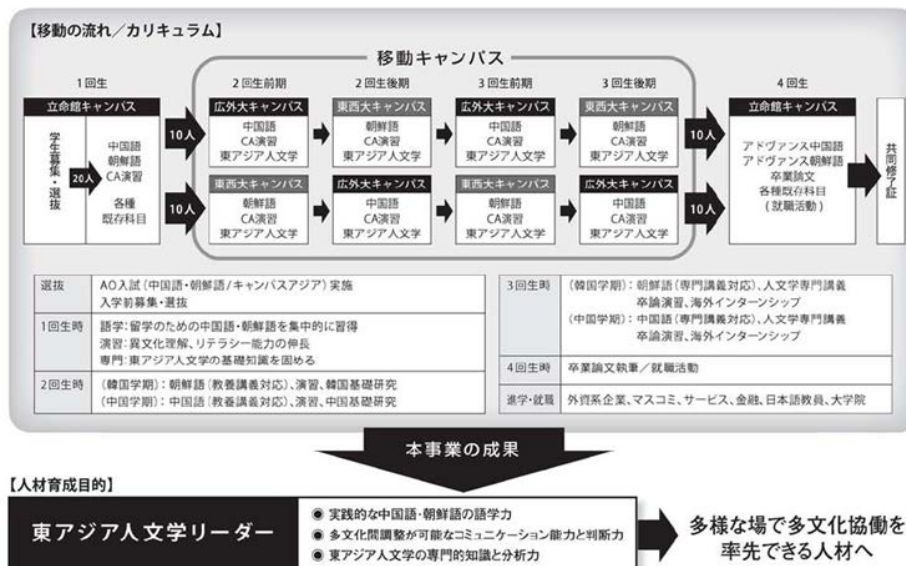 【移動の流れ／カリキュラム】
移動キャンパス
1回生
2回生前期
2回生後期
3回生前期
3回生後期
4回生
立命館キャンパス
学生募集・選抜
20人
中国語
朝鮮語
CA演習
各種
既存科目
10人
10人
広外大キャンパス
中国語
CA演習
東アジア人文学
東西大キャンパス
朝鮮語
CA演習
東アジア人文学
広外大キャンパス
中国語
CA演習
東アジア人文学
東西大キャンパス
朝鮮語
CA演習
東アジア人文学
東西大キャンパス
朝鮮語
CA演習
東アジア人文学
広外大キャンパス
中国語
CA演習
東アジア人文学
東西大キャンパス
朝鮮語
CA演習
東アジア人文学
広外大キャンパス
中国語
CA演習
東アジア人文学
10人
10人
立命館キャンパス
アドヴァンス中国語
アドヴァンス朝鮮語
卒業論文
各種既存科目
(就職活動)
共同修了証
選抜
AO入試(中国語・朝鮮語/キャンパスアジア)実施
入学前募集・選抜
1回生時
語学:留学のための中国語・朝鮮語を集中的に習得
演習:異文化理解、リテラシー能力の伸長
専門:東アジア人文学の基礎知識を固める
2回生時
(韓国学期):朝鮮語(教養講義対応)、演習、韓国基礎研究
(中国学期):中国語(教養講義対応)、演習、中国基礎研究
3回生時
(韓国学期):朝鮮語(専門講義対応)、人文学専門講義
卒論演習、海外インターンシップ
(中国学期):中国語(専門講義対応)、人文学専門講義
卒論演習、海外インターンシップ
4回生時
卒業論文執筆／就職活動
進学・就職
外資系企業、マスコミ、サービス、金融、日本語教員、大学院
本事業の成果
【人材育成目的】
東アジア人文学リーダー
◉ 実践的な中国語・朝鮮語の語学力
◉ 多文化間調整が可能なコミュニケーション能力と判断力
◉ 東アジア人文学の専門的知識と分析力
多様な場で多文化協働を
率先できる人材へ